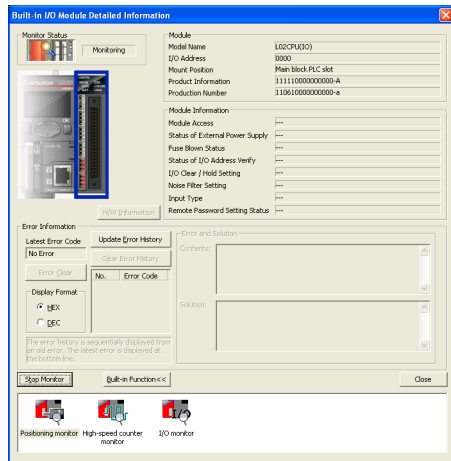 Built-in I/O Module Detailed Information
Monitor Status
Monitoring
Module
Model Name L02CPU(IO)
I/O Address 0000
Mount Position Main block PLC slot
Product Information 111110000000000-A
Production Number 110610000000000-a
Module Information
Module Access ---
Status of External Power Supply ---
Fuse Blown Status ---
Status of I/O Address Verify ---
I/O Clear / Hold Setting ---
Noise Filter Setting ---
Input Type ---
Remote Password Setting Status ---
H/W Information
Error Information
Latest Error Code
No Error
Error Clear
Display Format
HEX
DEC
Update Error History
Clear Error History
No. Error Code
The error history is sequentially displayed from
an old error. The latest error is displayed at
the bottom line.
Error and Solution
Contents:
Solution:
Stop Monitor
Built-in Function<<
Close
Positioning monitor
High-speed counter
monitor
I/O
I/O monitor